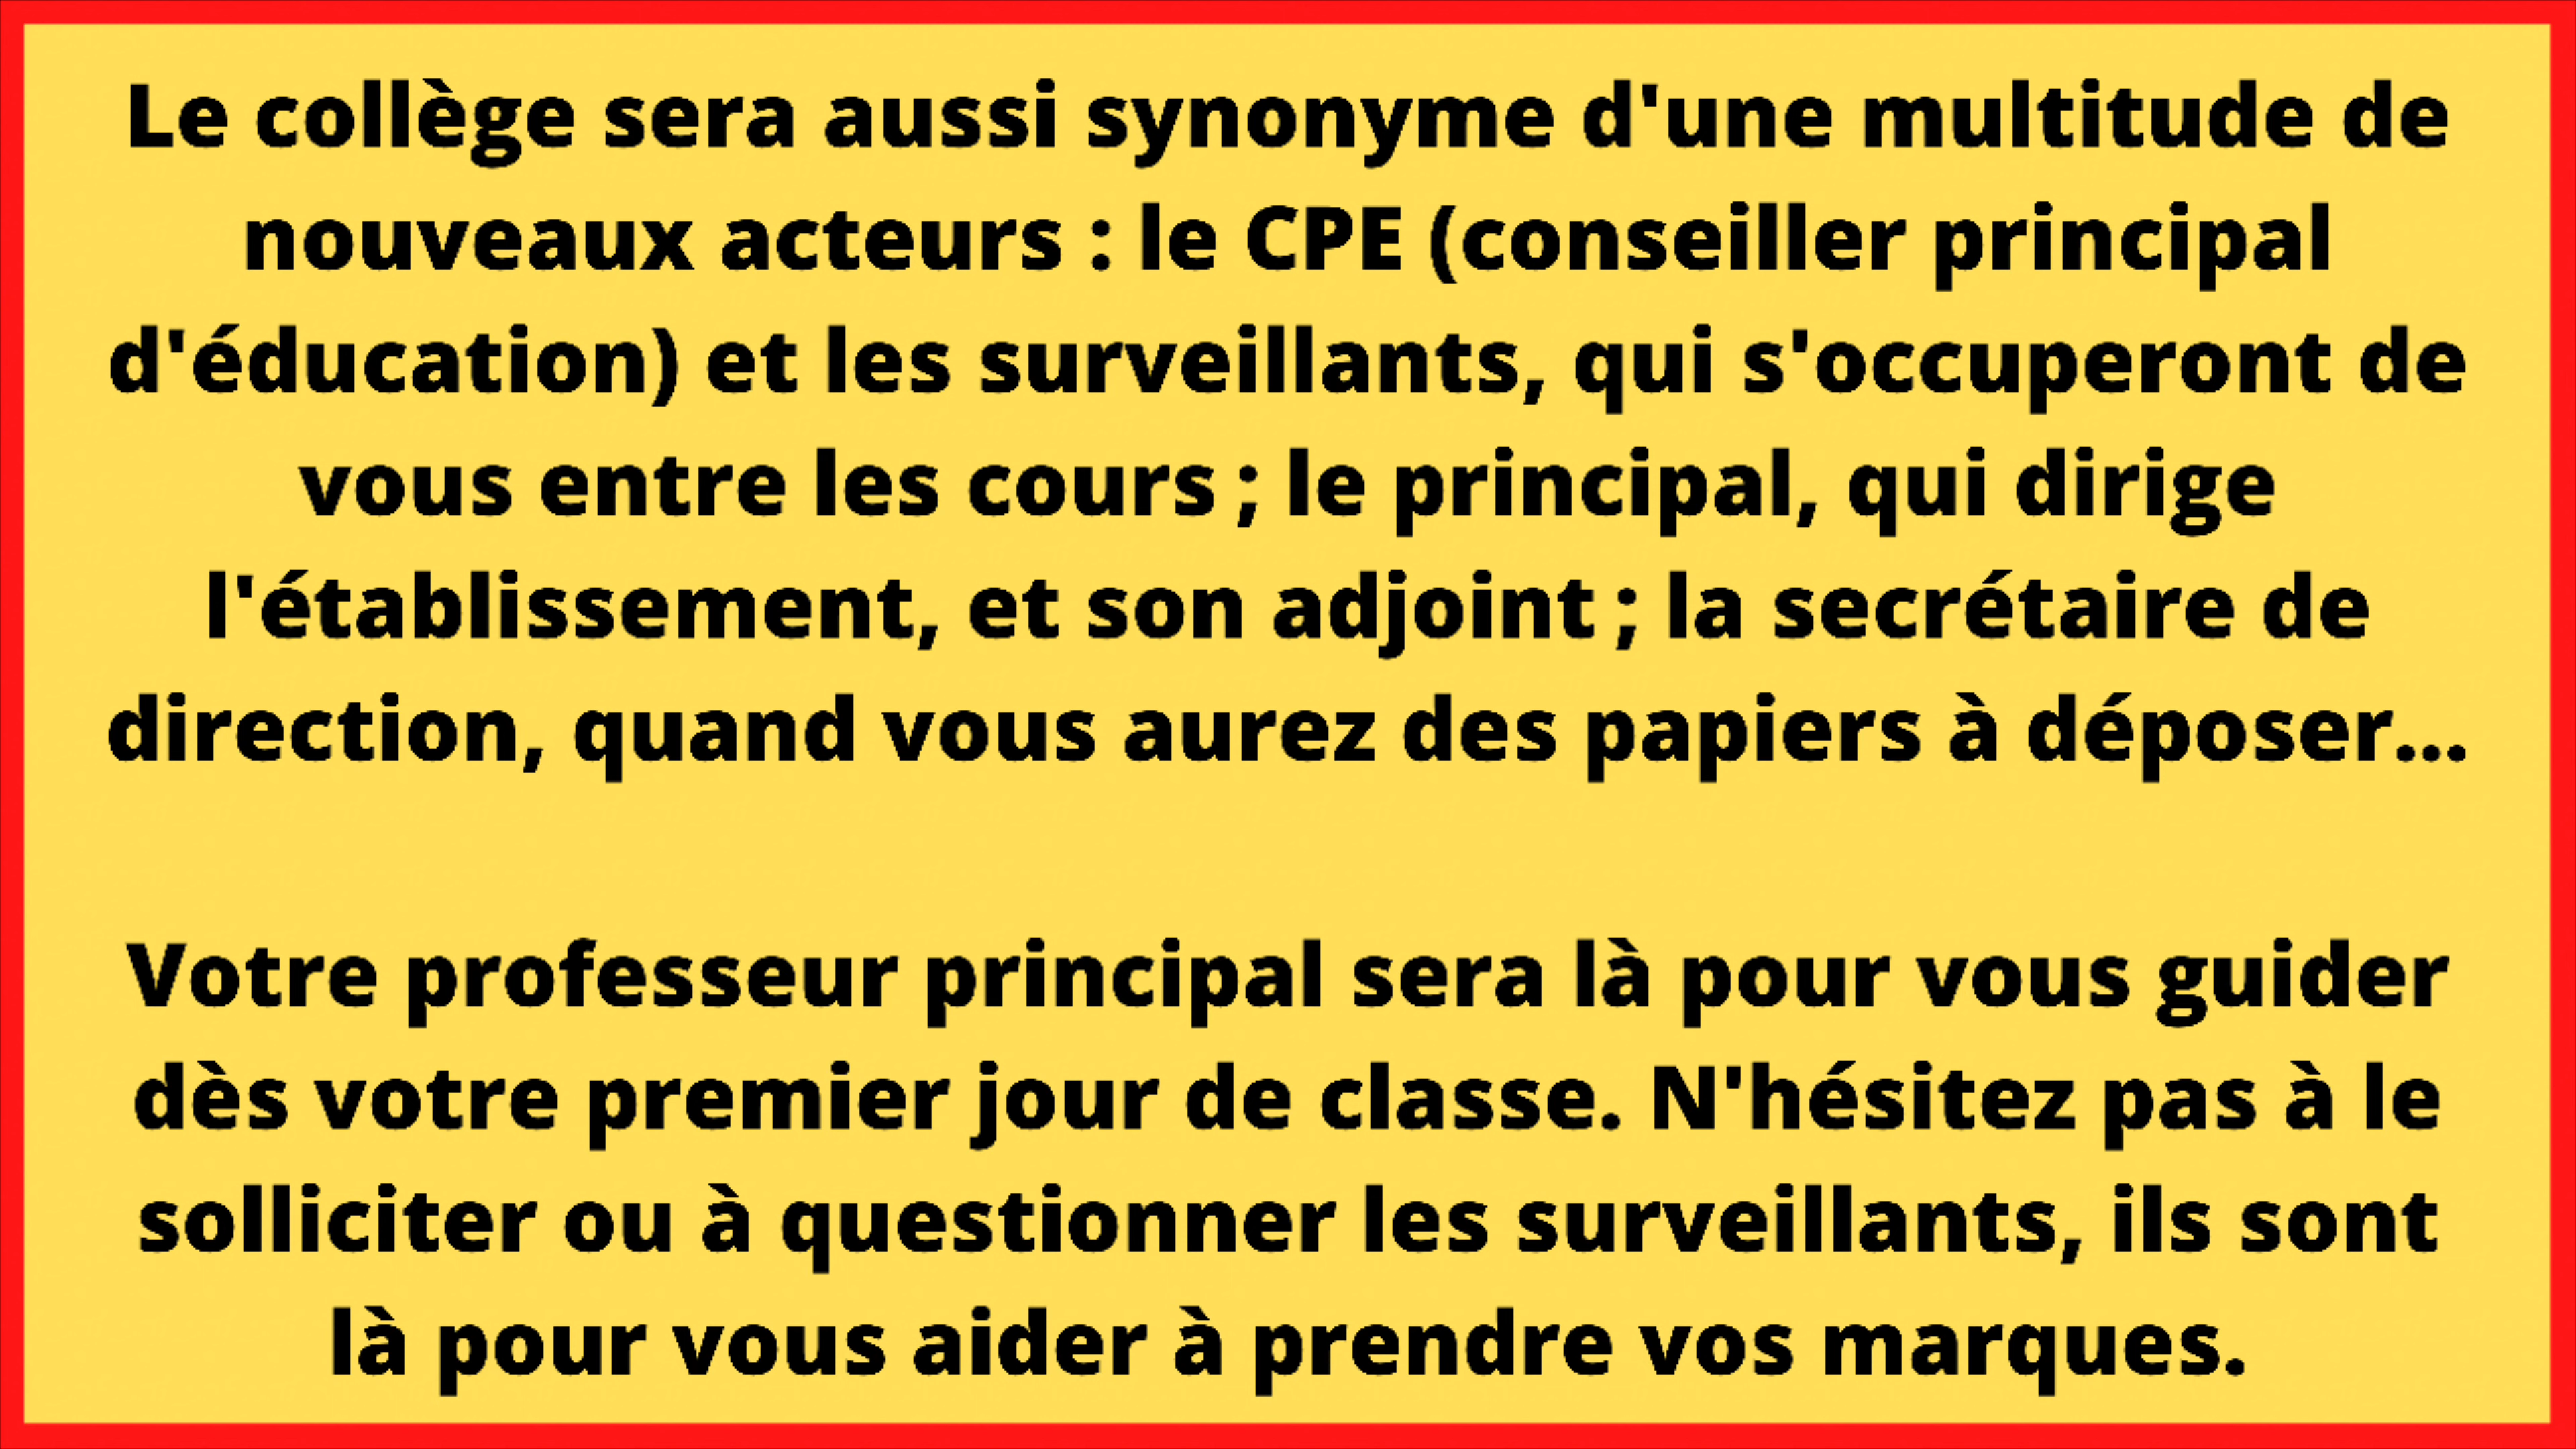 Le collège sera aussi synonyme d'une multitude de
nouveaux acteurs : le CPE (conseiller principal
d'éducation) et les surveillants, qui s'occuperont de
vous entre les cours ; le principal, qui dirige
l'établissement, et son adjoint ; la secrétaire de
direction, quand vous aurez des papiers à déposer...
Votre professeur principal sera là pour vous guider
dès votre premier jour de classe. N'hésitez pas à le
solliciter ou à questionner les surveillants, ils sont
là pour vous aider à prendre vos marques.